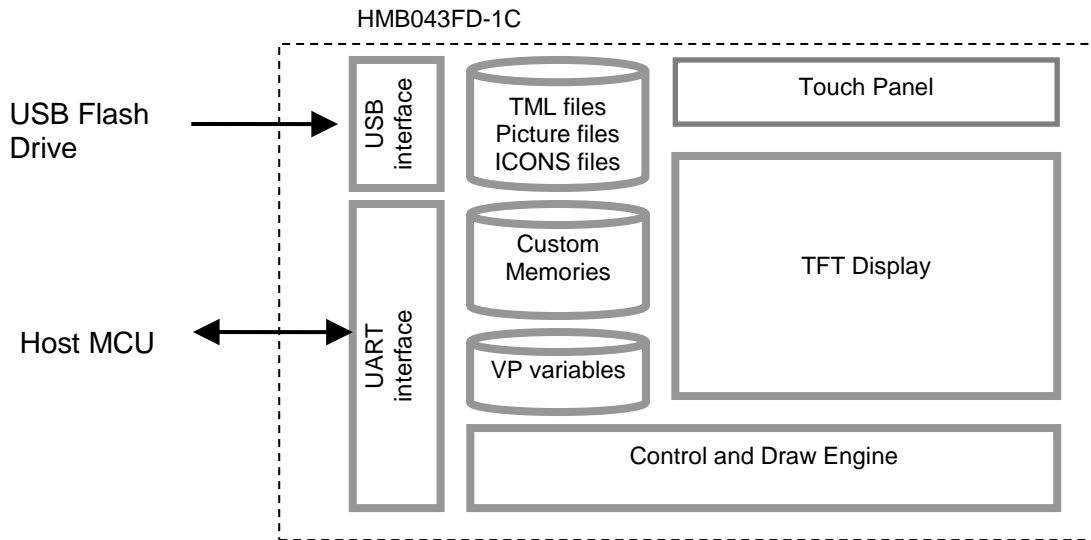 HMB043FD-1C
USB Flash
Drive
USB
interface
TML files
Picture files
ICONS files
Touch Panel
Host MCU
UART
interface
Custom
Memories
TFT Display
VP variables
Control and Draw Engine